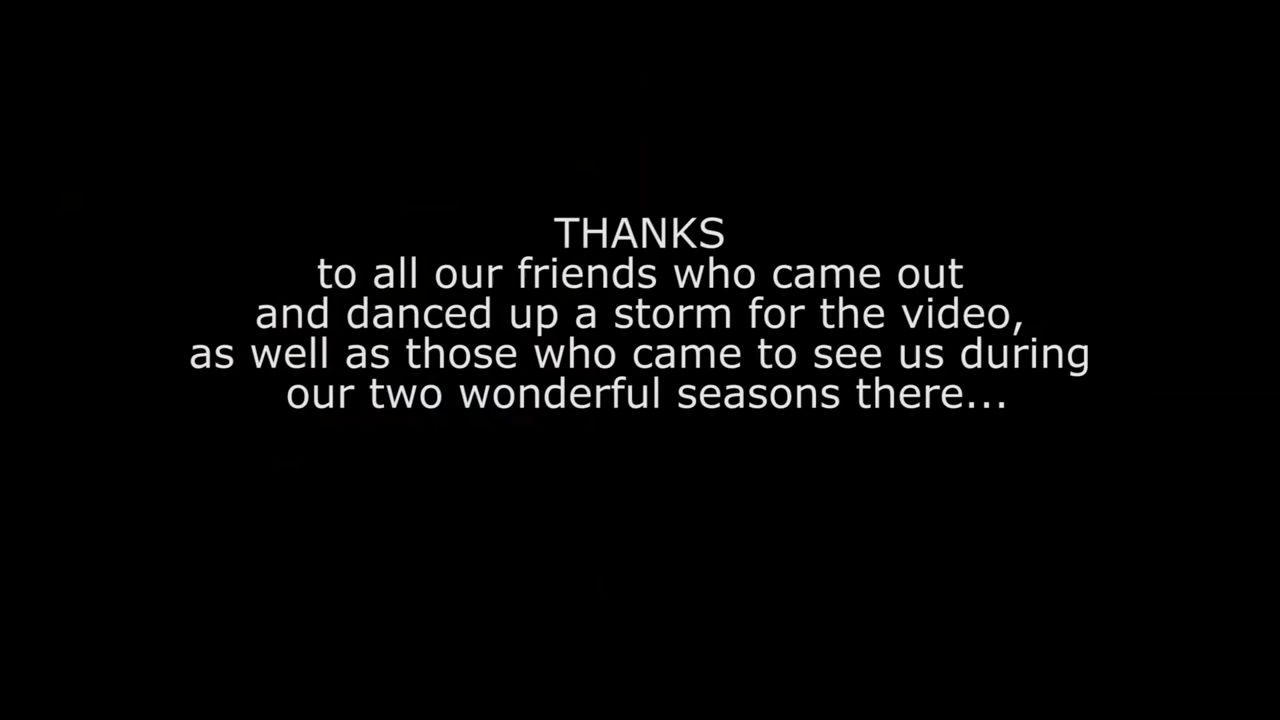 THANKS
to all our friends who came out
and danced up a storm for the video,
as well as those who came to see us during
our two wonderful seasons there...